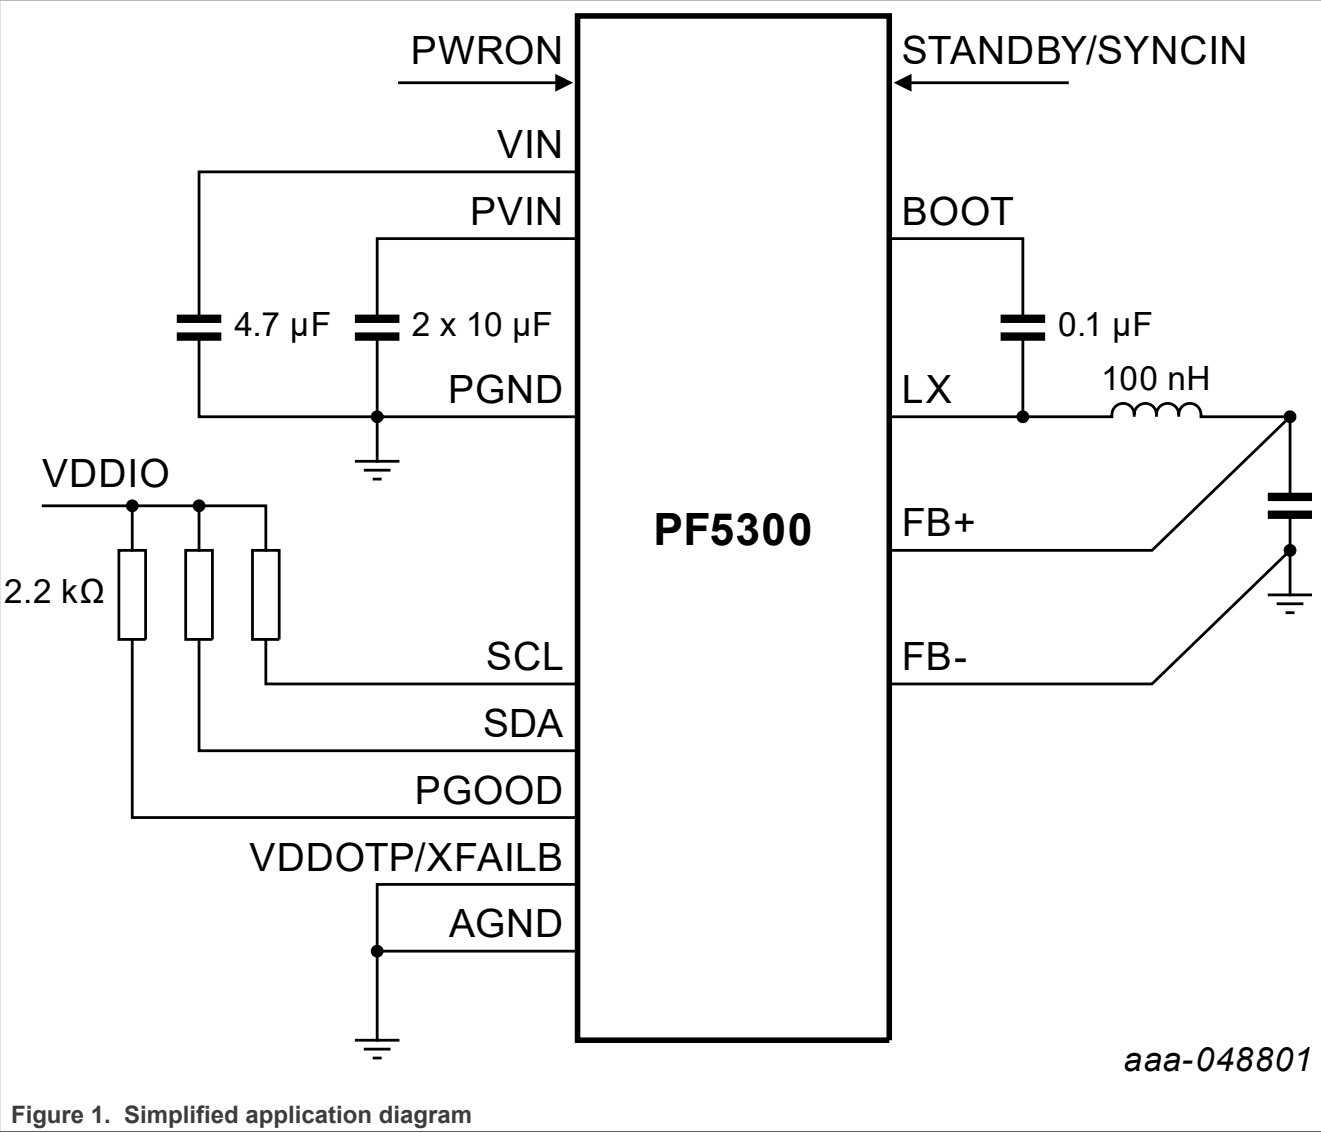 PWRON
STANDBY/SYNCIN
VIN
PVIN
BOOT
4.7 µF
2 x 10 µF
0.1 µF
PGND
LX
100 nH
VDDIO
PF5300
FB+
2.2 kΩ
SCL
FB-
SDA
PGOOD
VDDOTP/XFAILB
AGND
aaa-048801
Figure 1. Simplified application diagram